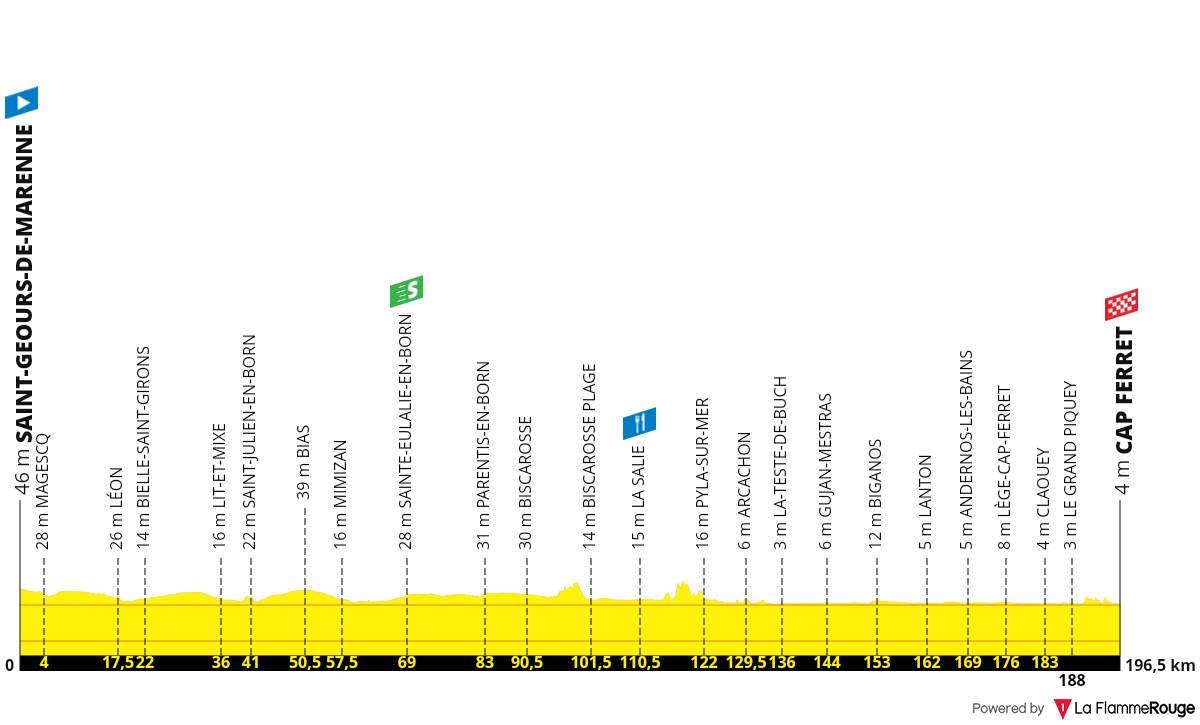 46 m SAINT-GEOURS-DE-MARENNE
28 m MAGESCQ
26 m LÉON
14 m BIELLE-SAINT-GIRONS
16 m LIT-ET-MIXE
22 m SAINT-JULIEN-EN-BORN
39 m BIAS
16 m MIMIZAN
S
28 m SAINTE-EULALIE-EN-BORN
31 m PARENTIS-EN-BORN
30 m BISCAROSSE
14 m BISCAROSSE PLAGE
15 m LA SALIE
16 m PYLA-SUR-MER
6 m ARCACHON
3 m LA-TESTE-DE-BUCH
6 m GUJAN-MESTRAS
12 m BIGANOS
5 m LANTON
5 m ANDERNOS-LES-BAINS
8 m LÈGE-CAP-FERRET
4 m CLAOUEY
3 m LE GRAND PIQUEY
4 m CAP FERRET
0 4 17,5 22 36 41 50,5 57,5 69 83 90,5 101,5 110,5 122 129,5 136 144 153 162 169 176 183 196,5 km
188
Powered by 1 La FlammeRouge